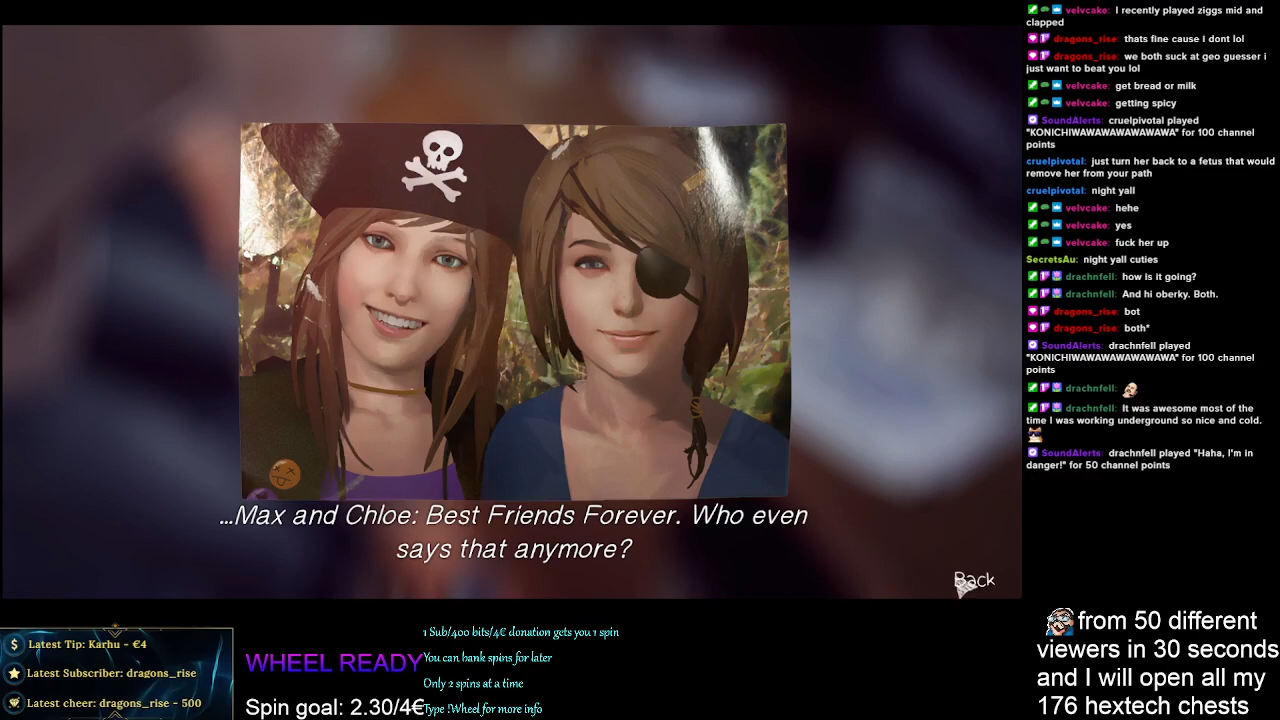 velvcake: I recently played ziggs mid and
clapped
dragons_rise: thats fine cause i dont lol
dragons_rise: we both suck at geo guesser i
just want to beat you lol
velvcake: get bread or milk
velvcake: getting spicy
SoundAlerts: cruelpivotal played
"KONICHIWAWAWAWAWAWAWA" for 100 channel
points
cruelpivotal: just turn her back to a fetus that would
remove her from your path
cruelpivotal: night yall
velvcake: hehe
velvcake: yes
velvcake: fuck her up
SecretsAu: night yall cuties
drachnfell: how is it going?
drachnfell: And hi oberky. Both.
dragons_rise: bot
dragons_rise: both*
SoundAlerts: drachnfell played
"KONICHIWAWAWAWAWAWAWA" for 100 channel
points
drachnfell:
drachnfell: It was awesome most of the
time I was working underground so nice and cold.
SoundAlerts: drachnfell played "Haha, I'm in
danger!" for 50 channel points
...Max and Chloe: Best Friends Forever. Who even
says that anymore?
Back
Latest Tip: Karhu - €4
Latest Subscriber: dragons_rise
Latest cheer: dragons_rise - 500
WHEEL READY
Spin goal: 2.30/4€
1 Sub/400 bits/4€ donation gets you 1 spin
You can bank spins for later
Only 2 spins at a time
Type !Wheel for more info
from 50 different
viewers in 30 seconds
and I will open all my
176 hextech chests